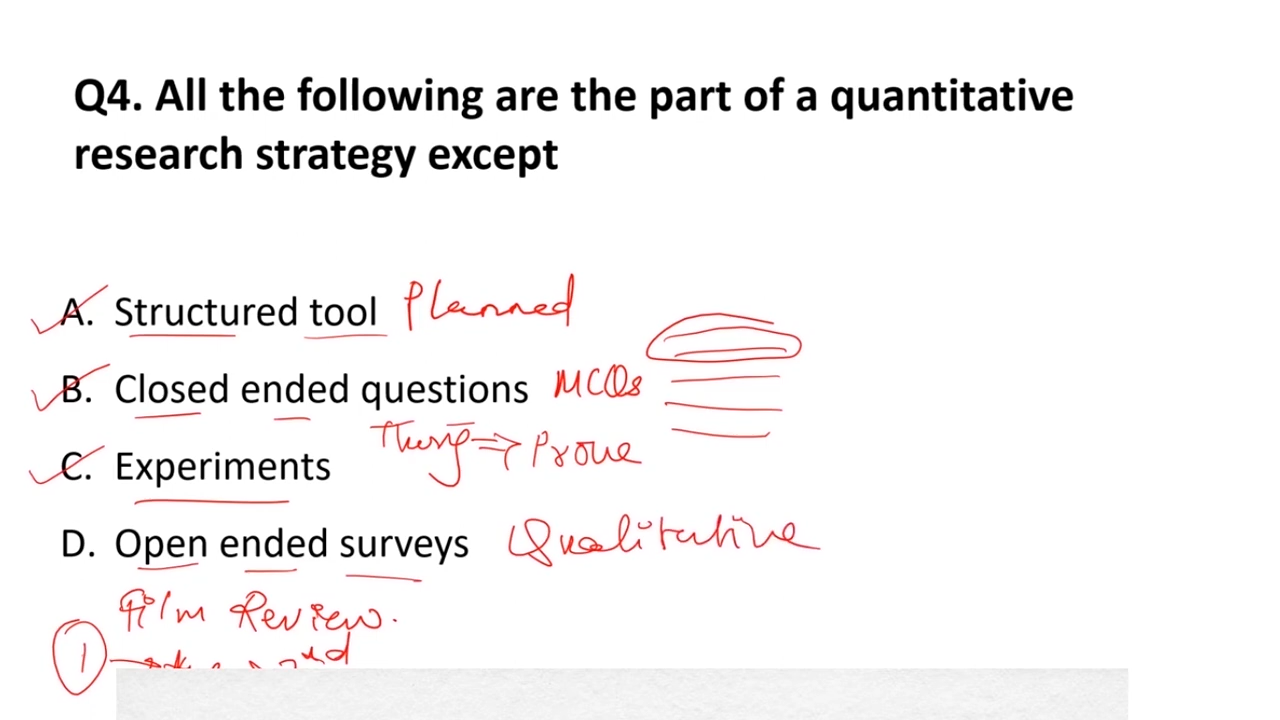 Q4. All the following are the part of a quantitative
research strategy except
A. Structured tool Planned
B. Closed ended questions MCQs
C. Experiments Prove
D. Open ended surveys Qualitative
Film Review.
1